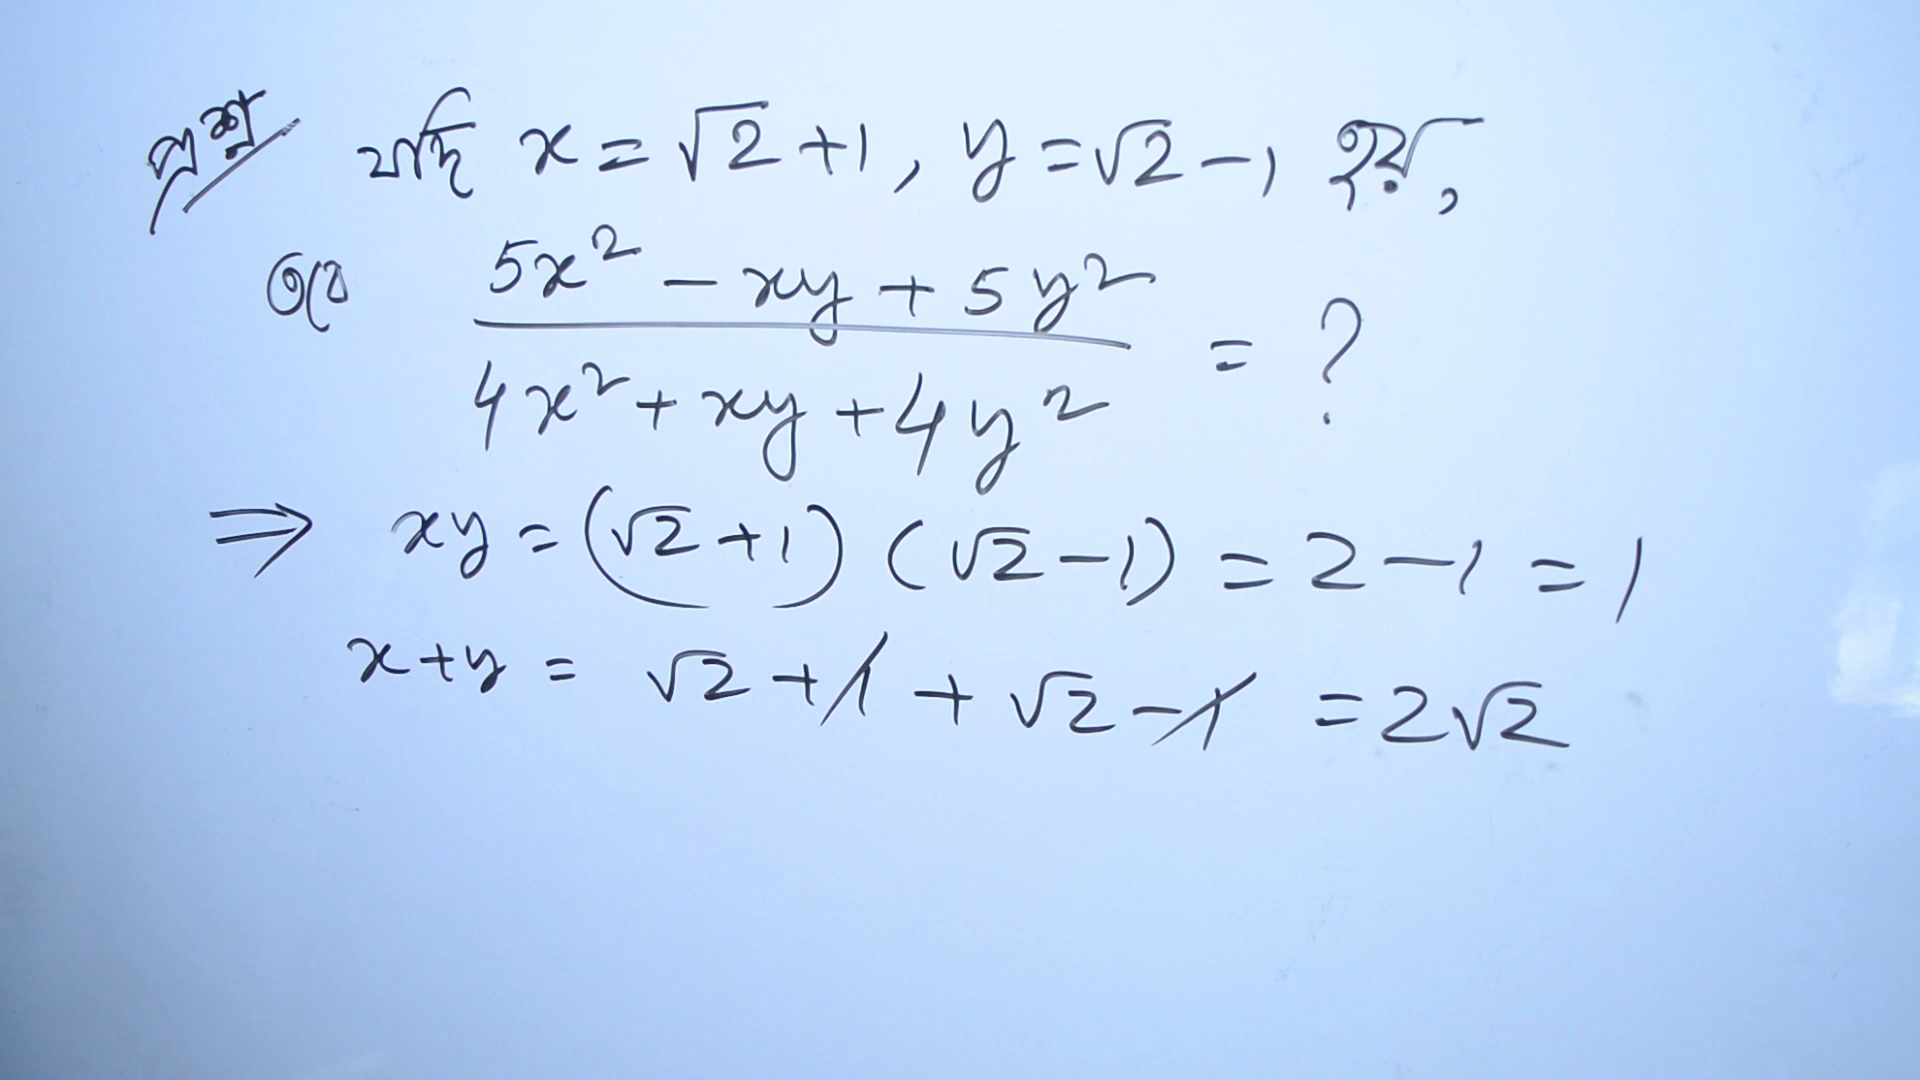 প্রশ্ন যদি x = √2 + 1, y = √2 - 1 হয়,
তবে 5x² - xy + 5y²
4x² + xy + 4y² = ?
⇒ xy = (√2 + 1) (√2 - 1) = 2 - 1 = 1
x + y = √2 + 1 + √2 - 1 = 2√2